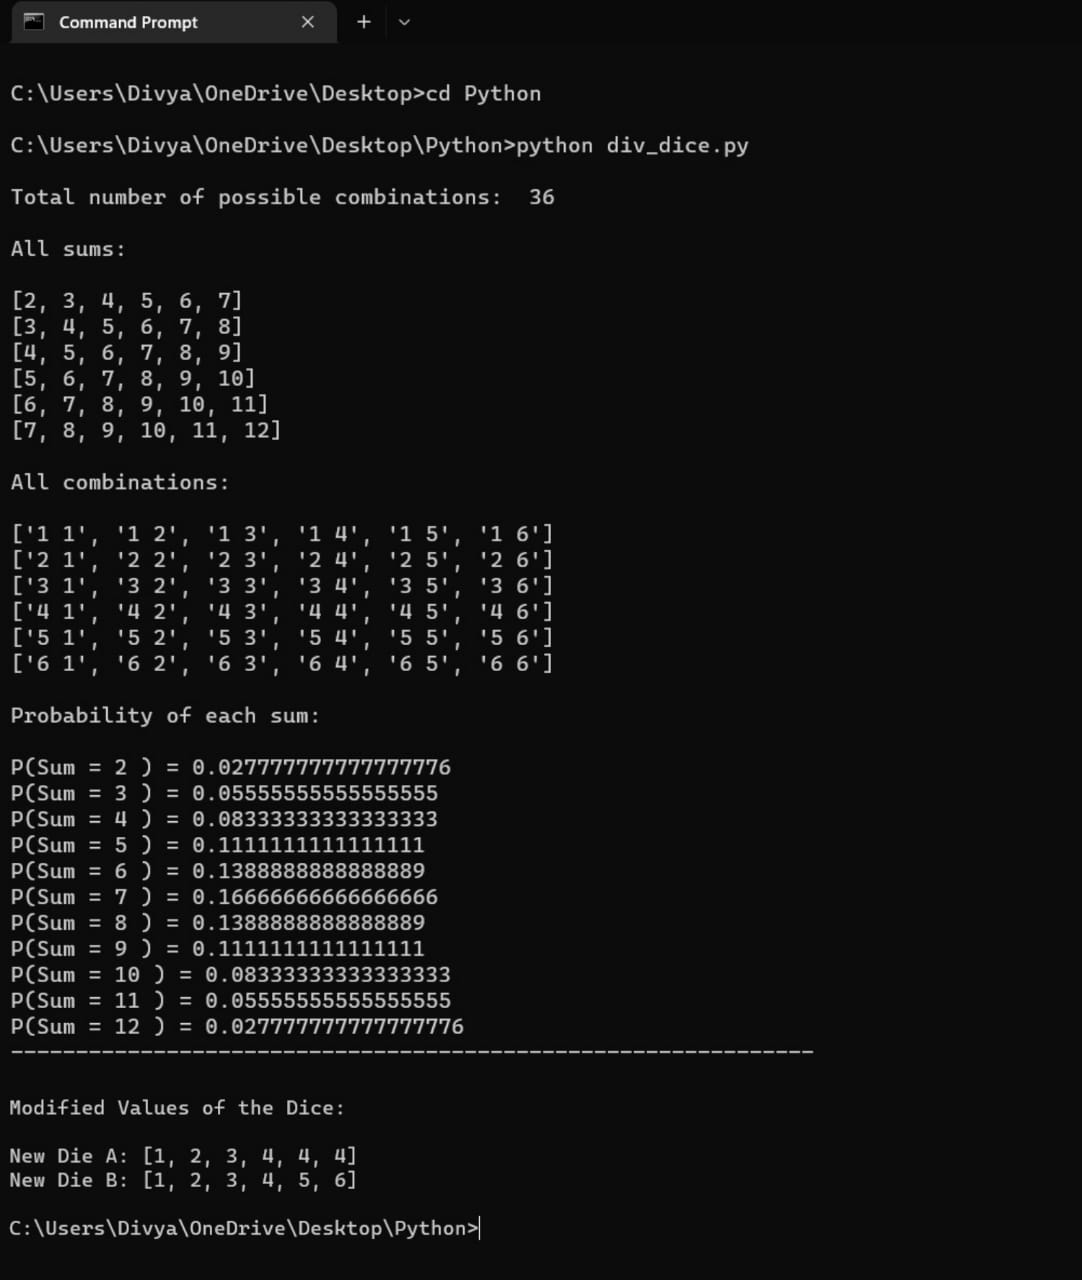 Command Prompt
C:\Users\Divya\OneDrive\Desktop>cd Python
C:\Users\Divya\OneDrive\Desktop\Python>python div_dice.py
Total number of possible combinations:  36
All sums:
[2, 3, 4, 5, 6, 7]
[3, 4, 5, 6, 7, 8]
[4, 5, 6, 7, 8, 9]
[5, 6, 7, 8, 9, 10]
[6, 7, 8, 9, 10, 11]
[7, 8, 9, 10, 11, 12]
All combinations:
['1 1', '1 2', '1 3', '1 4', '1 5', '1 6']
['2 1', '2 2', '2 3', '2 4', '2 5', '2 6']
['3 1', '3 2', '3 3', '3 4', '3 5', '3 6']
['4 1', '4 2', '4 3', '4 4', '4 5', '4 6']
['5 1', '5 2', '5 3', '5 4', '5 5', '5 6']
['6 1', '6 2', '6 3', '6 4', '6 5', '6 6']
Probability of each sum:
P(Sum = 2 ) = 0.027777777777777776
P(Sum = 3 ) = 0.05555555555555555
P(Sum = 4 ) = 0.08333333333333333
P(Sum = 5 ) = 0.1111111111111111
P(Sum = 6 ) = 0.1388888888888889
P(Sum = 7 ) = 0.16666666666666666
P(Sum = 8 ) = 0.1388888888888889
P(Sum = 9 ) = 0.1111111111111111
P(Sum = 10 ) = 0.08333333333333333
P(Sum = 11 ) = 0.05555555555555555
P(Sum = 12 ) = 0.027777777777777776
--------------------------------------------------------------
Modified Values of the Dice:
New Die A: [1, 2, 3, 4, 4, 4]
New Die B: [1, 2, 3, 4, 5, 6]
C:\Users\Divya\OneDrive\Desktop\Python>